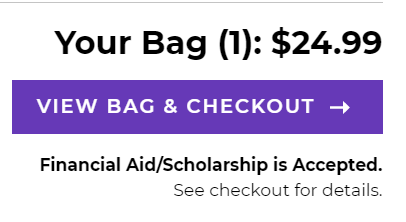 Your Bag (1): $24.99
VIEW BAG & CHECKOUT →
Financial Aid/Scholarship is Accepted.
See checkout for details.